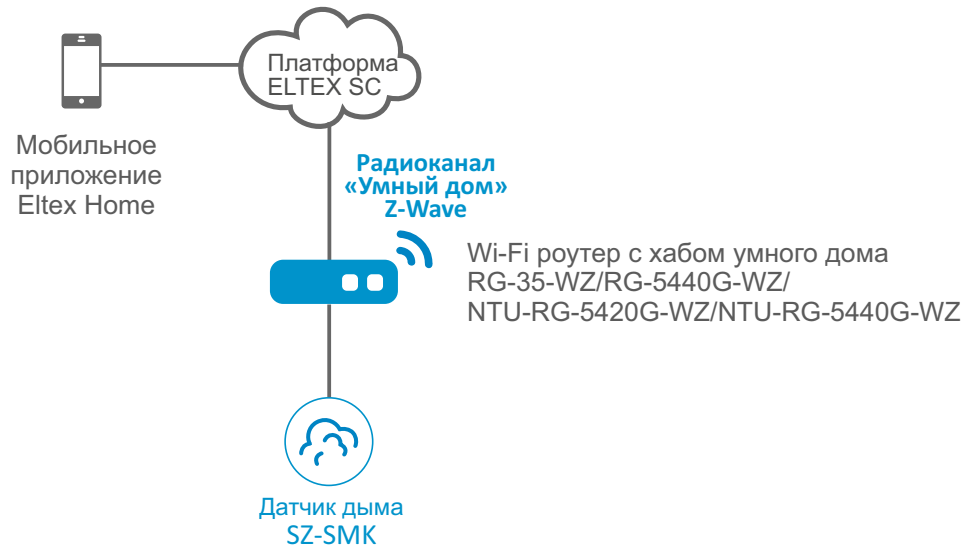 Платформа
ELTEX SC
Мобильное
приложение
Eltex Home
Радиоканал
«Умный дом»
Z-Wave
Wi-Fi роутер с хабом умного дома
RG-35-WZ/RG-5440G-WZ/
NTU-RG-5420G-WZ/NTU-RG-5440G-WZ
Датчик дыма
SZ-SMK